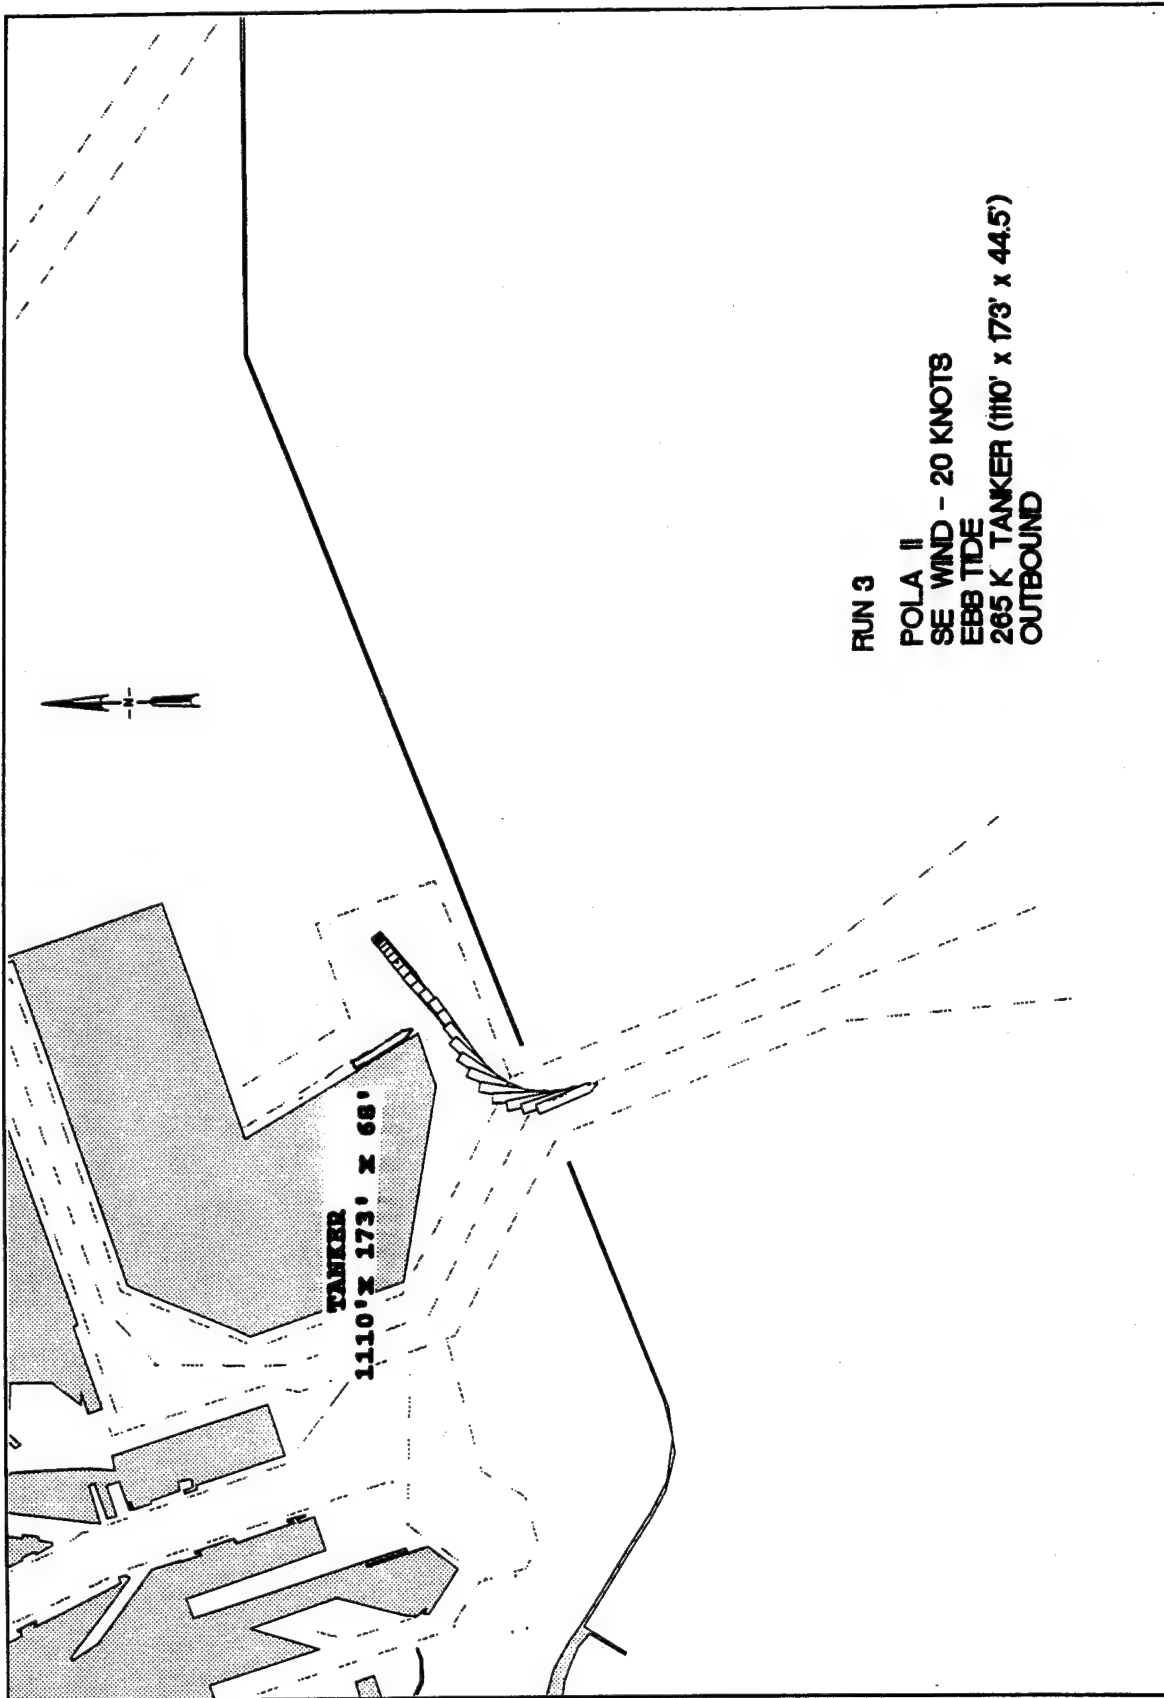 -N-
TANKER
1110'X 173' X 68'
RUN 3
POLA II
SE WIND - 20 KNOTS
EBB TIDE
265 K TANKER (1110' x 173' x 44.5')
OUTBOUND